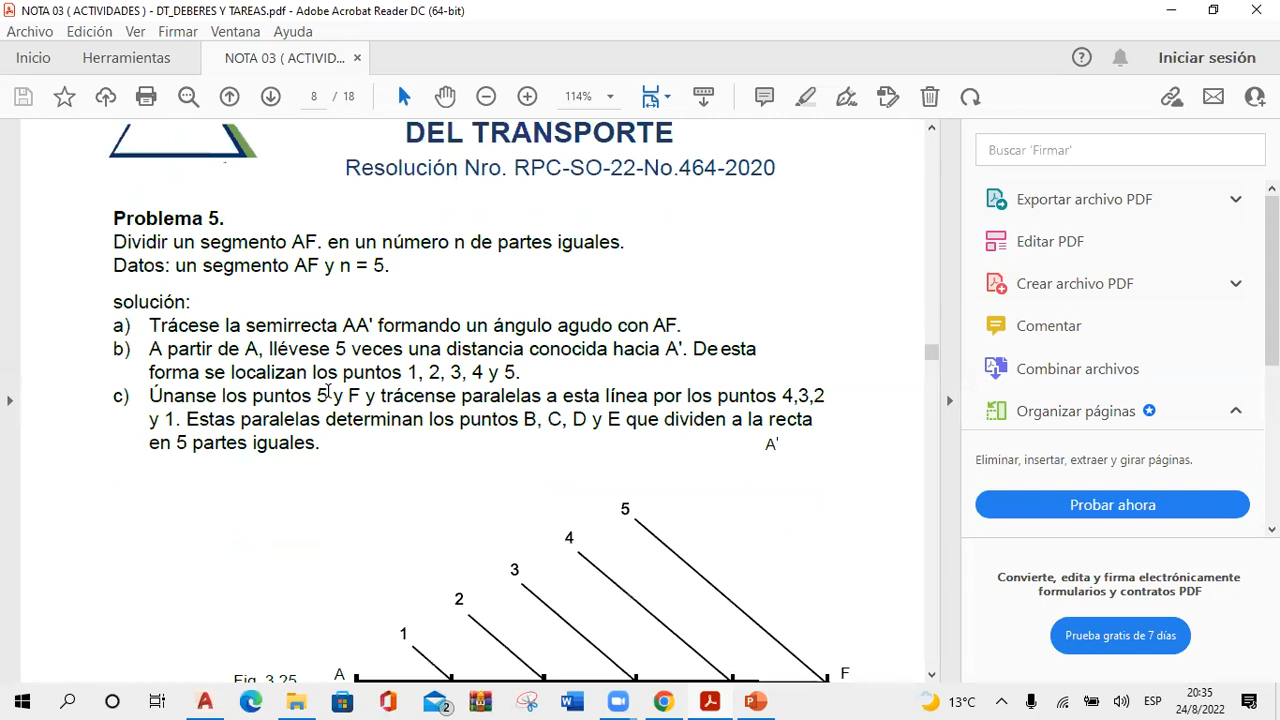 NOTA 03 ( ACTIVIDADES ) - DT_DEBERES Y TAREAS.pdf - Adobe Acrobat Reader DC (64-bit)
Archivo Edición Ver Firmar Ventana Ayuda
Inicio Herramientas NOTA 03 ( ACTIVID... × Iniciar sesión
8 / 18 114%
DEL TRANSPORTE
Resolución Nro. RPC-SO-22-No.464-2020
Problema 5.
Dividir un segmento AF. en un número n de partes iguales.
Datos: un segmento AF y n = 5.
solución:
a) Trácese la semirrecta AA' formando un ángulo agudo con AF.
b) A partir de A, llévese 5 veces una distancia conocida hacia A'. De esta
forma se localizan los puntos 1, 2, 3, 4 y 5.
c) Únanse los puntos 5 y F y trácense paralelas a esta línea por los puntos 4,3,2
y 1. Estas paralelas determinan los puntos B, C, D y E que dividen a la recta
en 5 partes iguales.
A'
5
4
3
2
1
Fig. 3.25 A F
Buscar 'Firmar'
Exportar archivo PDF
Editar PDF
Crear archivo PDF
Comentar
Combinar archivos
Organizar páginas
Eliminar, insertar, extraer y girar páginas.
Probar ahora
Convierte, edita y firma electrónicamente
formularios y contratos PDF
Prueba gratis de 7 días
2 13°C ESP 20:35
24/8/2022